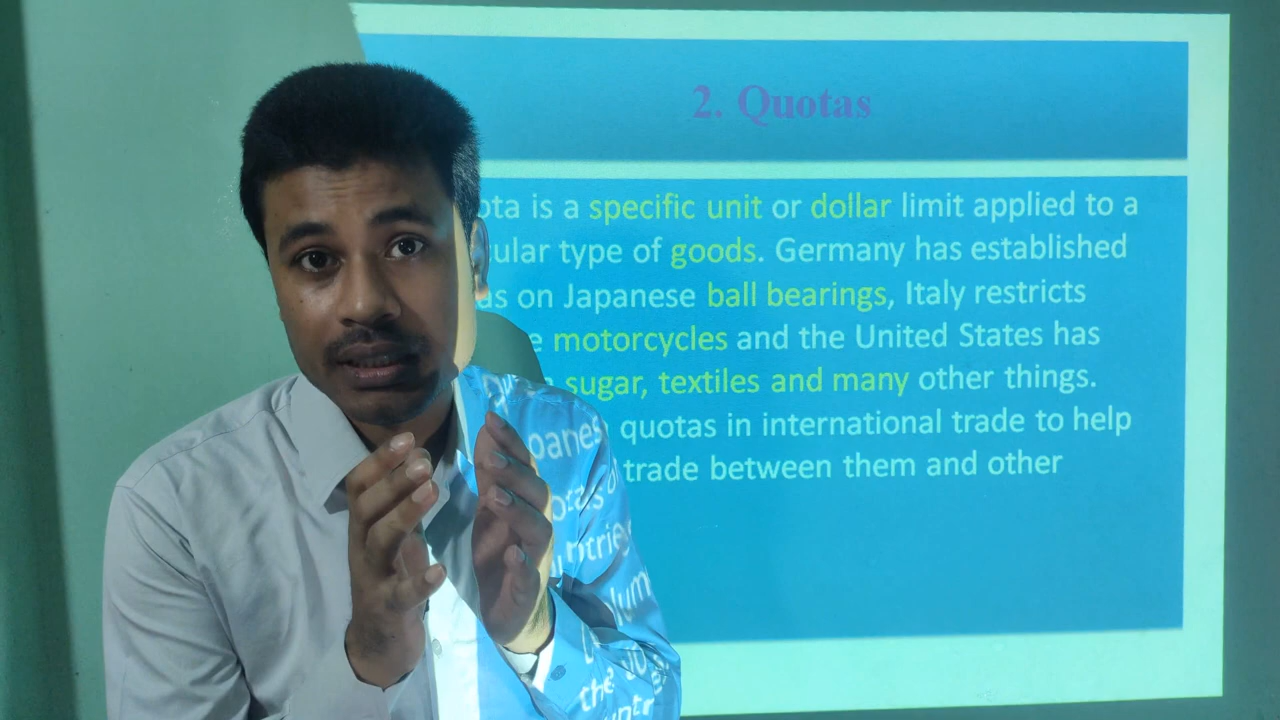 2. Quotas
ota is a specific unit or dollar limit applied to a
ular type of goods. Germany has established
as on Japanese ball bearings, Italy restricts
e motorcycles and the United States has
sugar, textiles and many other things.
quotas in international trade to help
trade between them and other